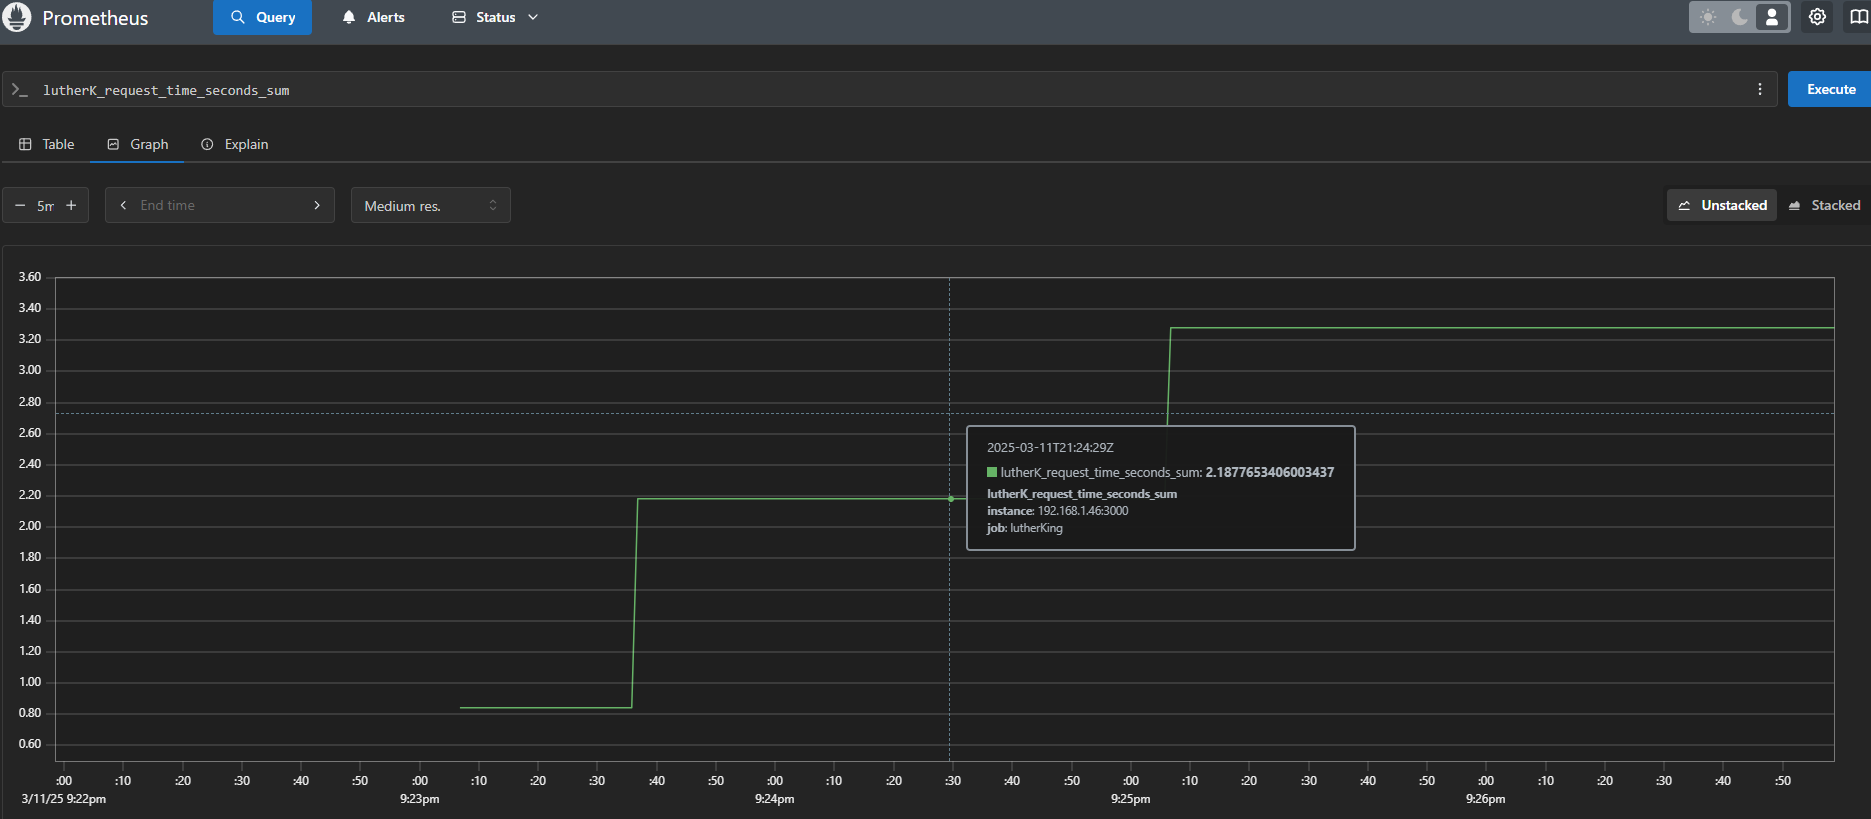 Prometheus
Query
Alerts
Status
lutherK_request_time_seconds_sum
Execute
Table
Graph
Explain
5m
End time
Medium res.
Unstacked
Stacked
3.60
3.40
3.20
3.00
2.80
2.60
2.40
2.20
2.00
1.80
1.60
1.40
1.20
1.00
0.80
0.60
2025-03-11T21:24:29Z
lutherK_request_time_seconds_sum: 2.1877653406003437
lutherK_request_time_seconds_sum
instance: 192.168.1.46:3000
job: lutherKing
:00 :10 :20 :30 :40 :50 :00 :10 :20 :30 :40 :50 :00 :10 :20 :30 :40 :50 :00 :10 :20 :30 :40 :50 :00 :10 :20 :30 :40 :50
3/11/25 9:22pm 9:23pm 9:24pm 9:25pm 9:26pm